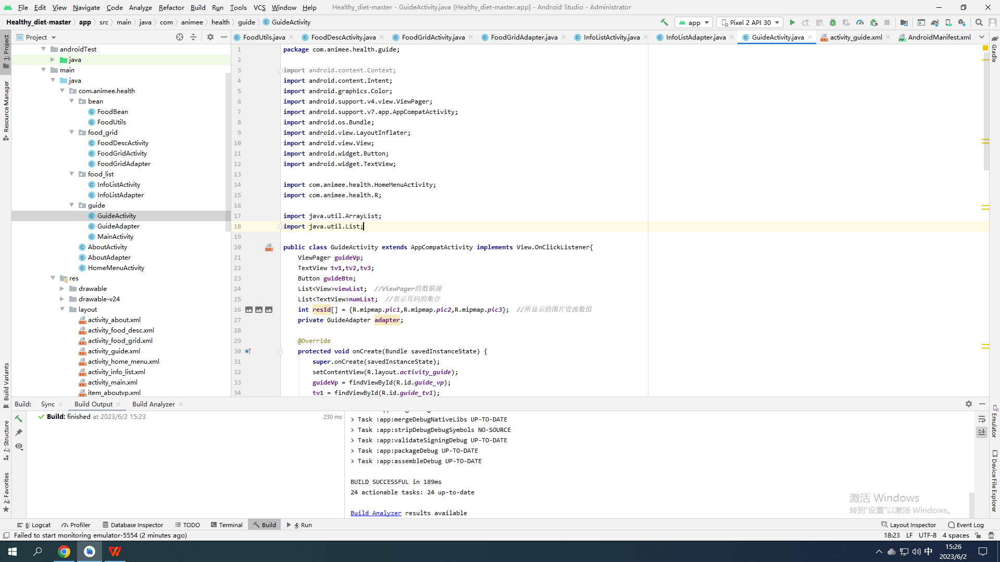 File Edit View Navigate Code Analyze Refactor Build Run Tools VCS Window Help Healthy_diet-master - GuideActivity.java [Healthy_diet-master.app] - Android Studio - Administrator
Healthy_diet-master app src main java com animee health guide GuideActivity app Pixel 2 API 30
Project FoodUtils.java FoodDescActivity.java FoodGridActivity.java FoodGridAdapter.java InfoListActivity.java InfoListAdapter.java GuideActivity.java activity_guide.xml AndroidManifest.xml
1: Project
Resource Manager
Build Variants
7: Structure
2: Favorites
androidTest
java
main
java
com.animee.health
bean
FoodBean
FoodUtils
food_grid
FoodDescActivity
FoodGridActivity
FoodGridAdapter
food_list
InfoListActivity
InfoListAdapter
guide
GuideActivity
GuideAdapter
MainActivity
AboutActivity
AboutAdapter
HomeMenuActivity
res
drawable
drawable-v24
layout
activity_about.xml
activity_food_desc.xml
activity_food_grid.xml
activity_guide.xml
activity_home_menu.xml
activity_info_list.xml
activity_main.xml
item_aboutvp.xml
1 package com.animee.health.guide;
2
3 import android.content.Context;
4 import android.content.Intent;
5 import android.graphics.Color;
6 import android.support.v4.view.ViewPager;
7 import android.support.v7.app.AppCompatActivity;
8 import android.os.Bundle;
9 import android.view.LayoutInflater;
10 import android.view.View;
11 import android.widget.Button;
12 import android.widget.TextView;
13
14 import com.animee.health.HomeMenuActivity;
15 import com.animee.health.R;
16
17 import java.util.ArrayList;
18 import java.util.List;
19
20 public class GuideActivity extends AppCompatActivity implements View.OnClickListener{
21 ViewPager guideVp;
22 TextView tv1,tv2,tv3;
23 Button guideBtn;
24 List<View>viewList; //ViewPager的数据源
25 List<TextView>numList; //表示页码的集合
26 int resId[] = {R.mipmap.pic1,R.mipmap.pic2,R.mipmap.pic3}; //所显示的图片资源数组
27 private GuideAdapter adapter;
28
29 @Override
30 protected void onCreate(Bundle savedInstanceState) {
31 super.onCreate(savedInstanceState);
32 setContentView(R.layout.activity_guide);
33 guideVp = findViewById(R.id.guide_vp);
34 tv1 = findViewById(R.id.guide_tv1);
Gradle
Emulator
Device File Explorer
Build: Sync Build Output Build Analyzer
Build: finished at 2023/6/2 15:23 230 ms
> Task :app:mergeDebugNativeLibs UP-TO-DATE
> Task :app:stripDebugDebugSymbols NO-SOURCE
> Task :app:validateSigningDebug UP-TO-DATE
> Task :app:packageDebug UP-TO-DATE
> Task :app:assembleDebug UP-TO-DATE
BUILD SUCCESSFUL in 189ms
24 actionable tasks: 24 up-to-date
Build Analyzer results available
激活 Windows
转到“设置”以激活 Windows。
6: Logcat Profiler Database Inspector TODO Terminal Build 4: Run Layout Inspector Event Log
Failed to start monitoring emulator-5554 (2 minutes ago) 18:23 LF UTF-8 4 spaces
中 15:26
2023/6/2